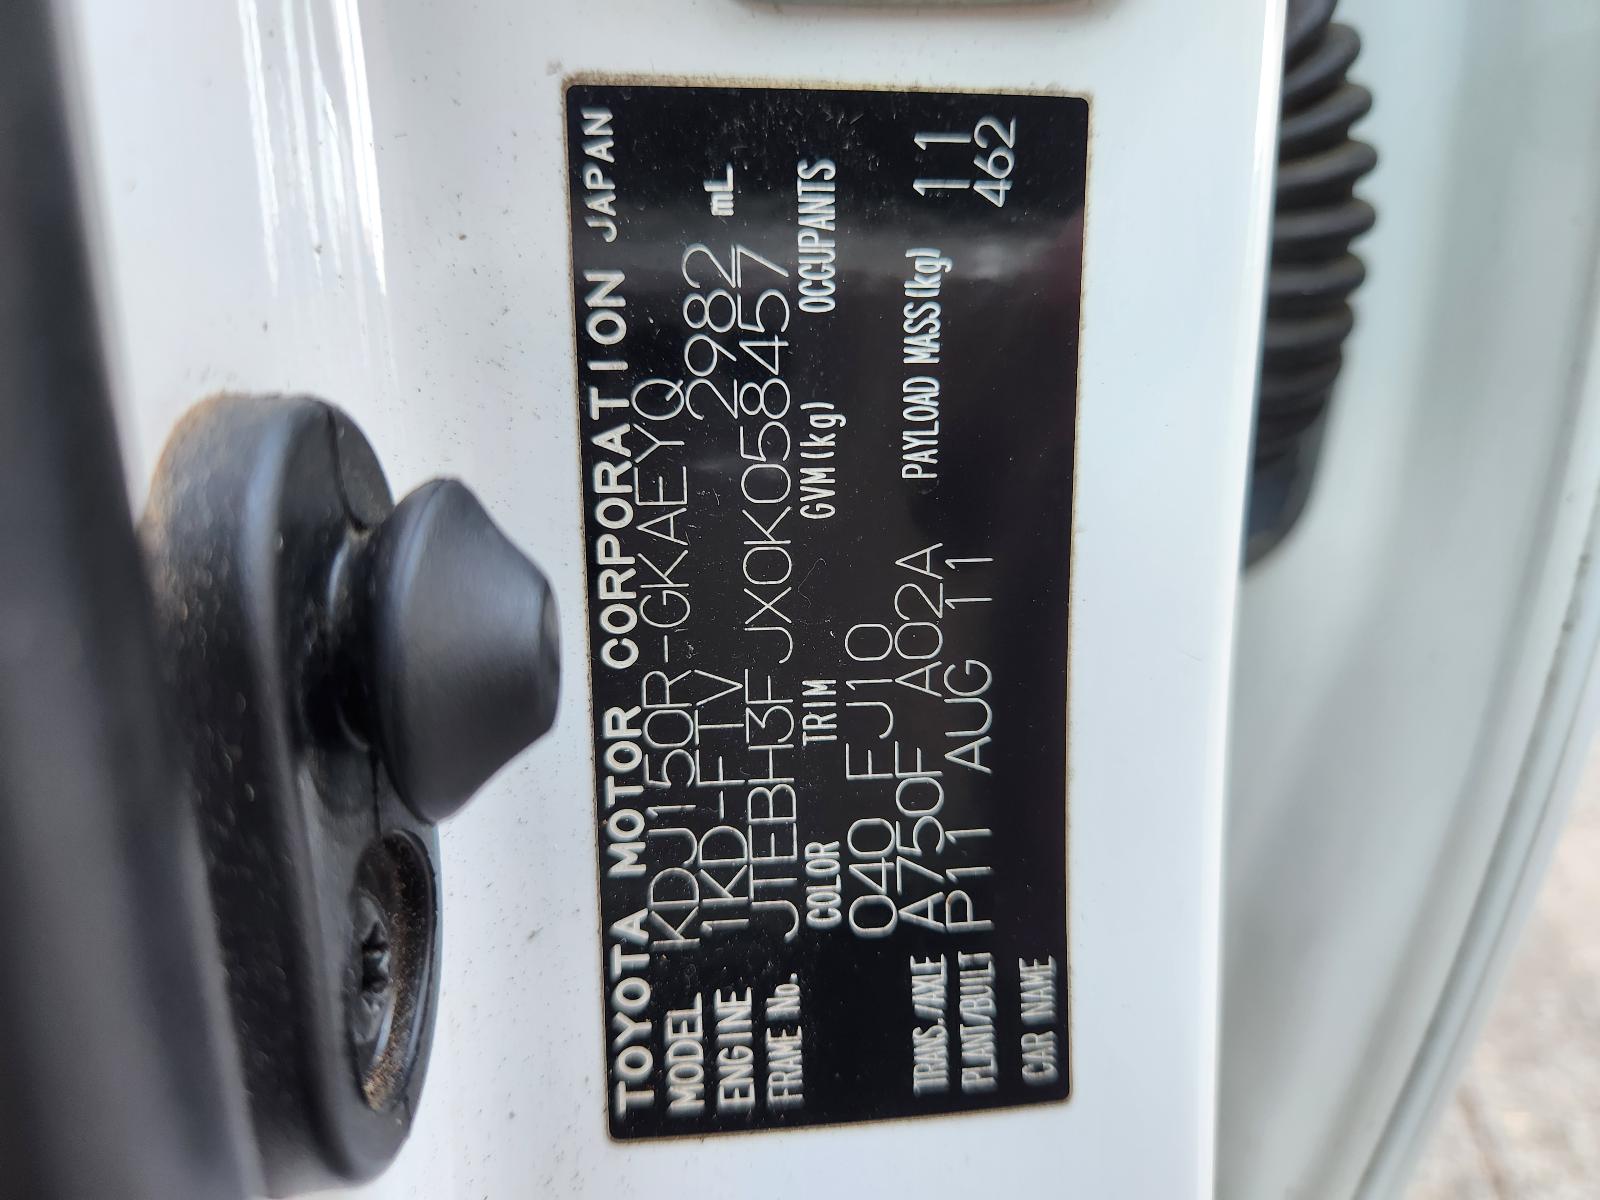 TOYOTA MOTOR CORPORATION JAPAN
MODEL KDJ150R-GKAEYQ
ENGINE 1KD-FTV 2982 mL
FRAME No. JTEBH3FJX0K058457
COLOR TRIM GVM(kg) OCCUPANTS
040 FJ10
TRANS./AXLE A750F A02A PAYLOAD MASS(kg) 11
PLANT/BUILT P11 AUG 11 462
CAR NAME